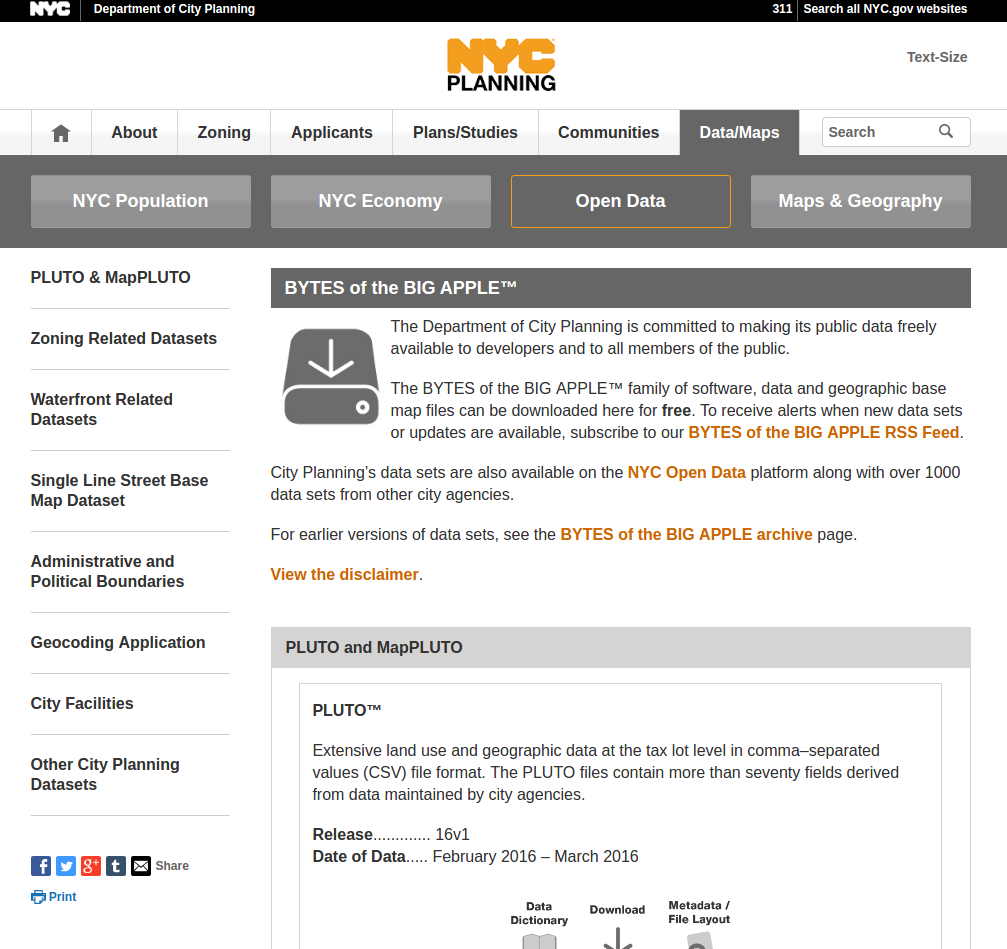 NYC Department of City Planning 311 Search all NYC.gov websites
NYC
PLANNING
Text-Size
About Zoning Applicants Plans/Studies Communities Data/Maps Search
NYC Population NYC Economy Open Data Maps & Geography
PLUTO & MapPLUTO
Zoning Related Datasets
Waterfront Related
Datasets
Single Line Street Base
Map Dataset
Administrative and
Political Boundaries
Geocoding Application
City Facilities
Other City Planning
Datasets
f g+ t Share
Print
BYTES of the BIG APPLE™
The Department of City Planning is committed to making its public data freely
available to developers and to all members of the public.
The BYTES of the BIG APPLE™ family of software, data and geographic base
map files can be downloaded here for free. To receive alerts when new data sets
or updates are available, subscribe to our BYTES of the BIG APPLE RSS Feed.
City Planning’s data sets are also available on the NYC Open Data platform along with over 1000
data sets from other city agencies.
For earlier versions of data sets, see the BYTES of the BIG APPLE archive page.
View the disclaimer.
PLUTO and MapPLUTO
PLUTO™
Extensive land use and geographic data at the tax lot level in comma–separated
values (CSV) file format. The PLUTO files contain more than seventy fields derived
from data maintained by city agencies.
Release............. 16v1
Date of Data..... February 2016 – March 2016
Data
Dictionary
Download
Metadata /
File Layout